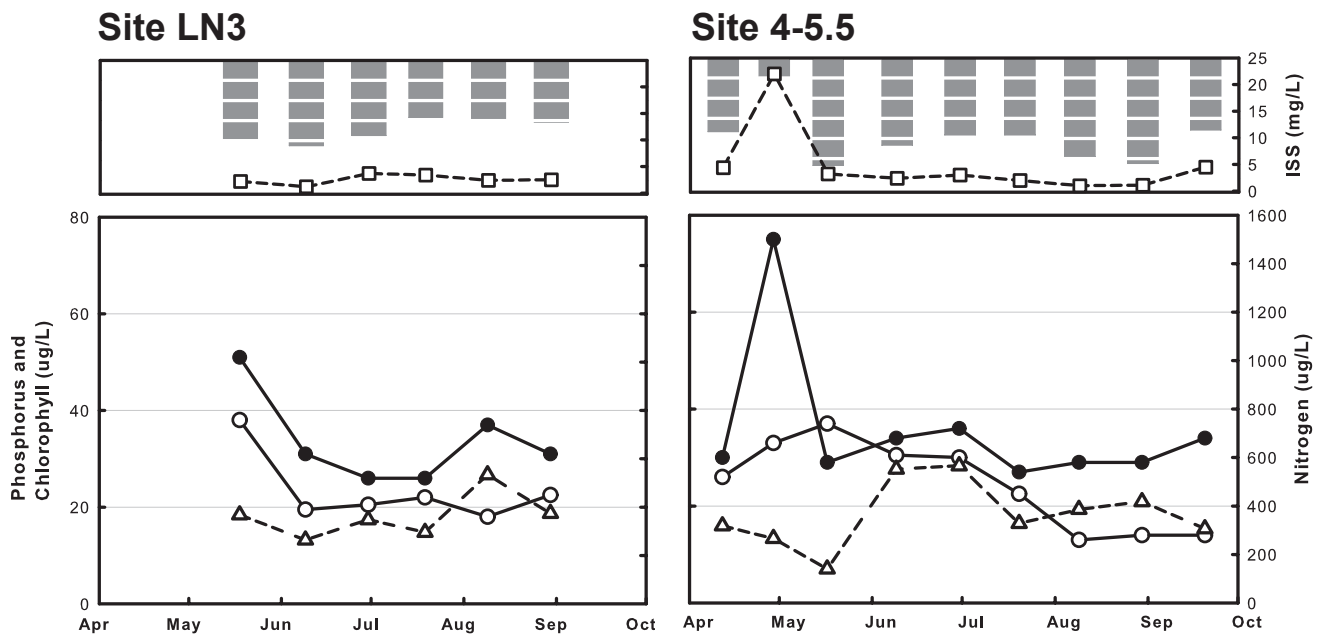 Site LN3
Site 4-5.5
25
20
15
10
5
0
ISS (mg/L)
80
60
40
20
0
Phosphorus and
Chlorophyll (ug/L)
1600
1400
1200
1000
800
600
400
200
0
Nitrogen (ug/L)
Apr May Jun Jul Aug Sep Oct
Apr May Jun Jul Aug Sep Oct